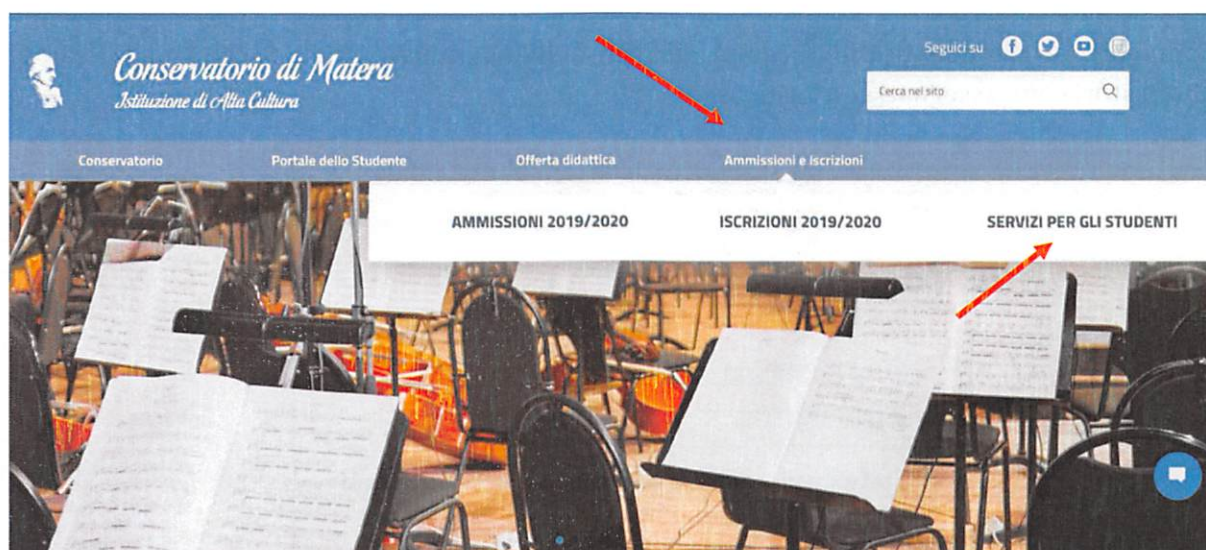 Conservatorio di Matera
Istituzione di Alta Cultura
Seguici su
Cerca nel sito
Conservatorio
Portale dello Studente
Offerta didattica
Ammissioni e Iscrizioni
AMMISSIONI 2019/2020
ISCRIZIONI 2019/2020
SERVIZI PER GLI STUDENTI